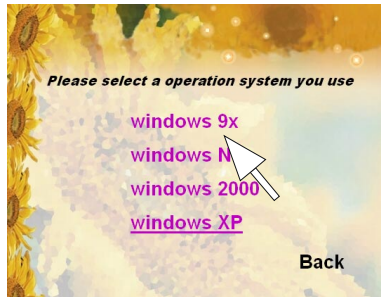 Please select a operation system you use
windows 9x
windows
windows 2000
windows XP
Back